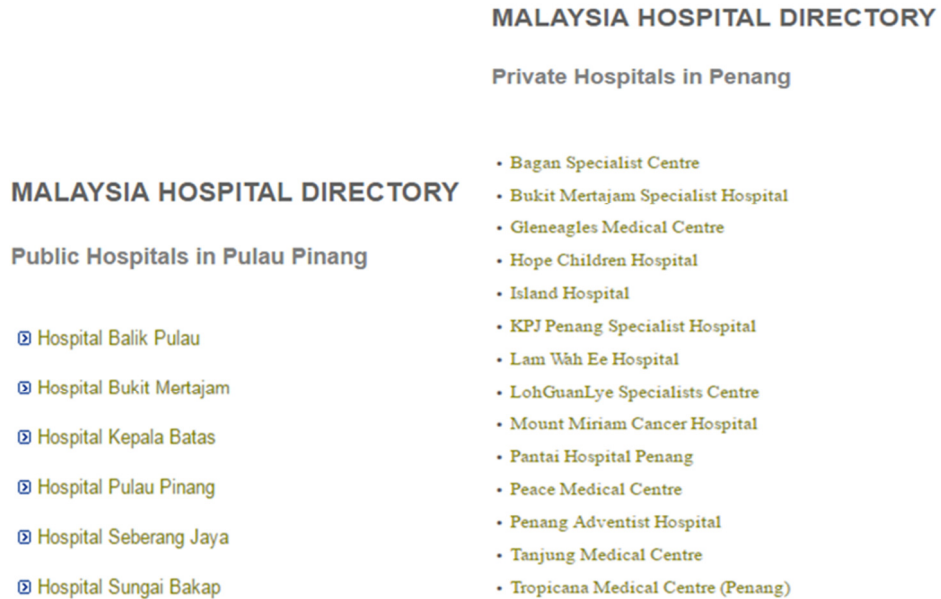 MALAYSIA HOSPITAL DIRECTORY
Public Hospitals in Pulau Pinang
Hospital Balik Pulau
Hospital Bukit Mertajam
Hospital Kepala Batas
Hospital Pulau Pinang
Hospital Seberang Jaya
Hospital Sungai Bakap
MALAYSIA HOSPITAL DIRECTORY
Private Hospitals in Penang
• Bagan Specialist Centre
• Bukit Mertajam Specialist Hospital
• Gleneagles Medical Centre
• Hope Children Hospital
• Island Hospital
• KPJ Penang Specialist Hospital
• Lam Wah Ee Hospital
• LohGuanLye Specialists Centre
• Mount Miriam Cancer Hospital
• Pantai Hospital Penang
• Peace Medical Centre
• Penang Adventist Hospital
• Tanjung Medical Centre
• Tropicana Medical Centre (Penang)